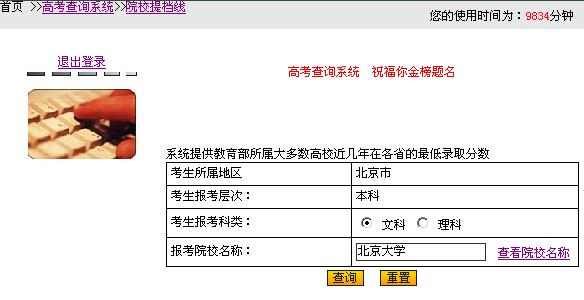 首页 >>高考查询系统>>院校提档线
您的使用时间为：9834分钟
退出登录
高考查询系统 祝福你金榜题名
系统提供教育部所属大多数高校近几年在各省的最低录取分数
考生所属地区 北京市
考生报考层次： 本科
考生报考科类： 文科 理科
报考院校名称： 北京大学 查看院校名称
查询 重置